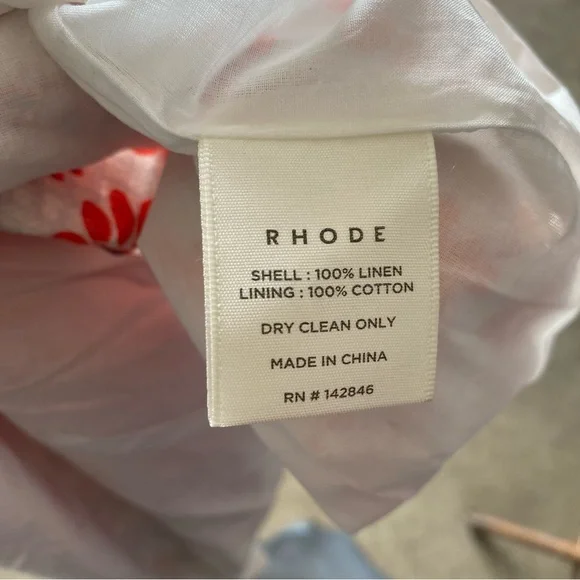 RHODE
SHELL : 100% LINEN
LINING : 100% COTTON
DRY CLEAN ONLY
MADE IN CHINA
RN # 142846